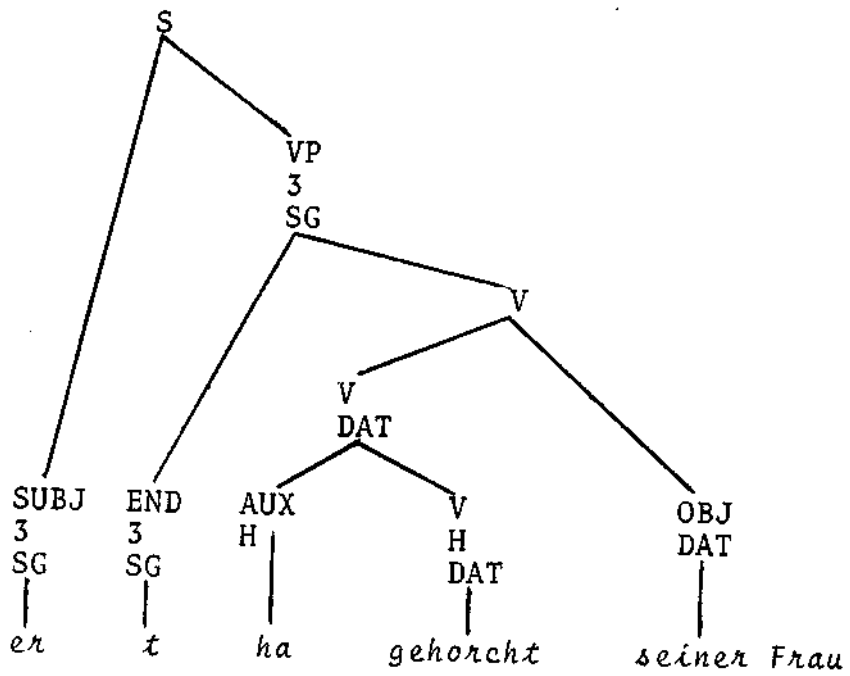 S
VP
3
SG
V
V
DAT
SUBJ END AUX V OBJ
3 3 H H DAT
SG SG DAT
er t ha gehorcht seiner Frau